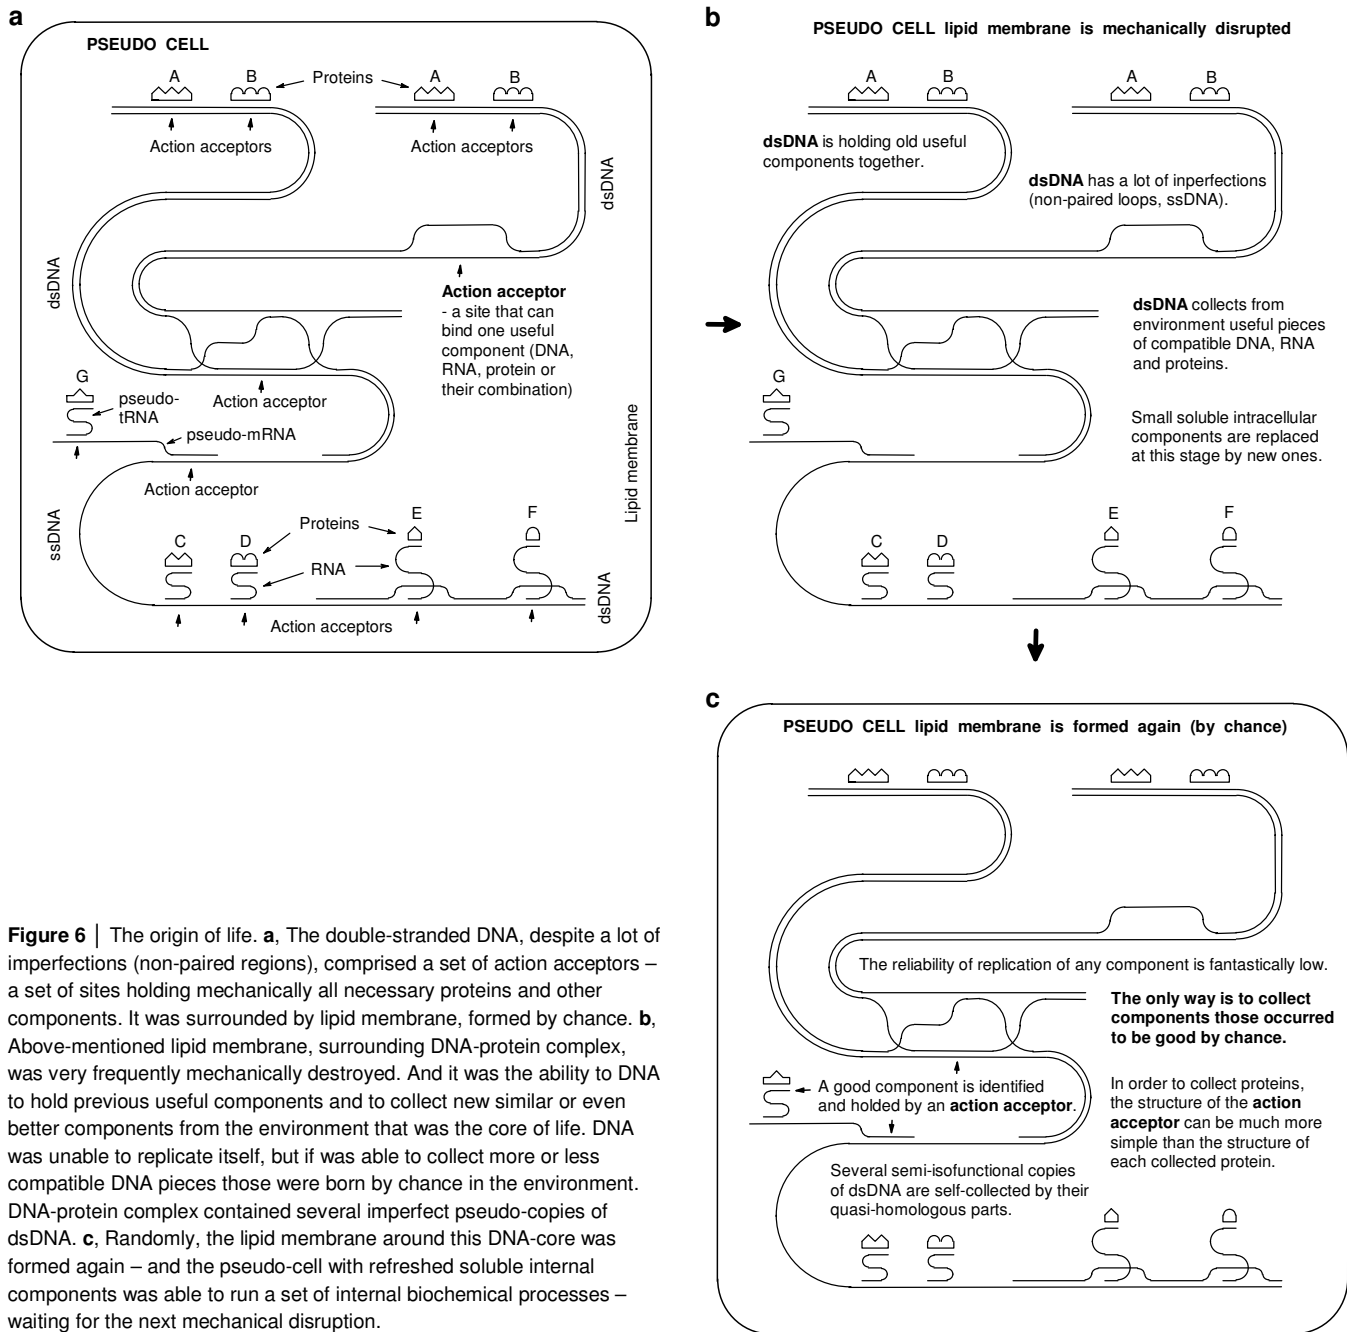 a
PSEUDO CELL
A
B
Proteins
A
B
Action acceptors
Action acceptors
dsDNA
dsDNA
Action acceptor
- a site that can
bind one useful
component (DNA,
RNA, protein or
their combination)
G
pseudo-
tRNA
Action acceptor
pseudo-mRNA
Action acceptor
Lipid membrane
ssDNA
Proteins
E
F
C
D
RNA
dsDNA
Action acceptors
b
PSEUDO CELL lipid membrane is mechanically disrupted
A
B
A
B
dsDNA is holding old useful
components together.
dsDNA has a lot of inperfections
(non-paired loops, ssDNA).
dsDNA collects from
environment useful pieces
of compatible DNA, RNA
and proteins.
G
Small soluble intracellular
components are replaced
at this stage by new ones.
E
F
C
D
c
PSEUDO CELL lipid membrane is formed again (by chance)
The reliability of replication of any component is fantastically low.
The only way is to collect
components those occurred
to be good by chance.
A good component is identified
and holded by an action acceptor.
In order to collect proteins,
the structure of the action
acceptor can be much more
simple than the structure of
each collected protein.
Several semi-isofunctional copies
of dsDNA are self-collected by their
quasi-homologous parts.
Figure 6 | The origin of life. a, The double-stranded DNA, despite a lot of
imperfections (non-paired regions), comprised a set of action acceptors –
a set of sites holding mechanically all necessary proteins and other
components. It was surrounded by lipid membrane, formed by chance. b,
Above-mentioned lipid membrane, surrounding DNA-protein complex,
was very frequently mechanically destroyed. And it was the ability to DNA
to hold previous useful components and to collect new similar or even
better components from the environment that was the core of life. DNA
was unable to replicate itself, but if was able to collect more or less
compatible DNA pieces those were born by chance in the environment.
DNA-protein complex contained several imperfect pseudo-copies of
dsDNA. c, Randomly, the lipid membrane around this DNA-core was
formed again – and the pseudo-cell with refreshed soluble internal
components was able to run a set of internal biochemical processes –
waiting for the next mechanical disruption.